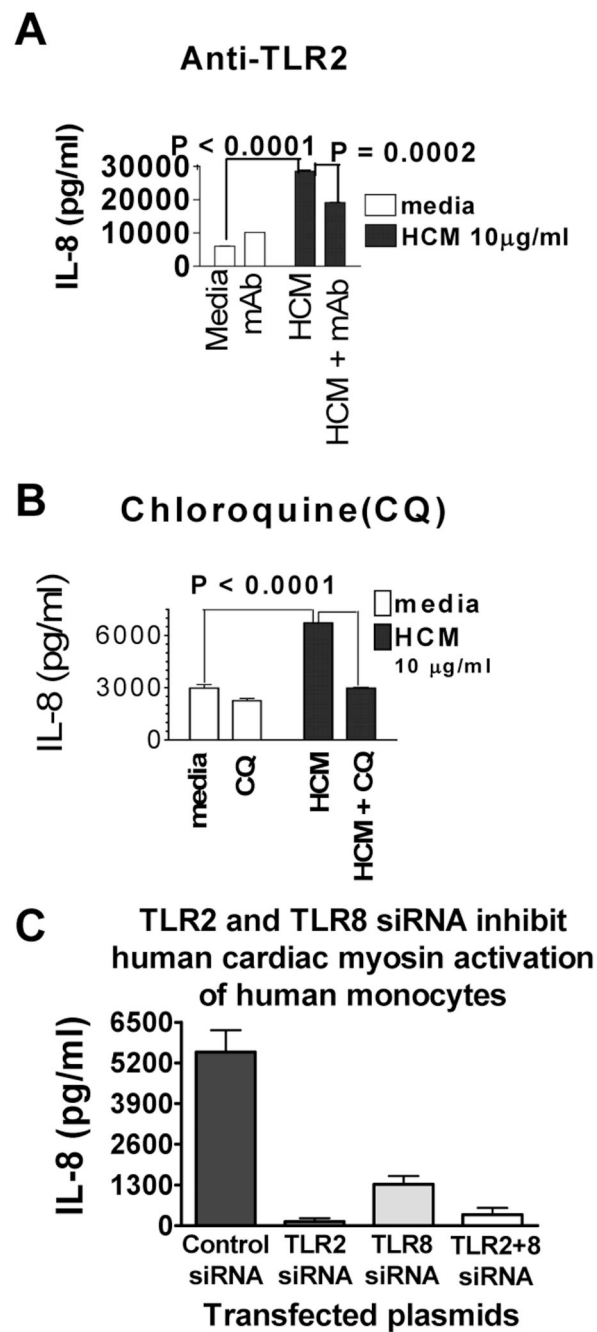 A
Anti-TLR2
P < 0.0001 P = 0.0002
IL-8 (pg/ml)
30000
20000
10000
0
media
HCM 10μg/ml
Media
mAb
HCM
HCM + mAb
B
Chloroquine(CQ)
P < 0.0001
IL-8 (pg/ml)
6000
3000
0
media
HCM
10 μg/ml
media
CQ
HCM
HCM + CQ
C
TLR2 and TLR8 siRNA inhibit
human cardiac myosin activation
of human monocytes
IL-8 (pg/ml)
6500
5200
3900
2600
1300
0
Control TLR2 TLR8 TLR2+8
siRNA siRNA siRNA siRNA
Transfected plasmids